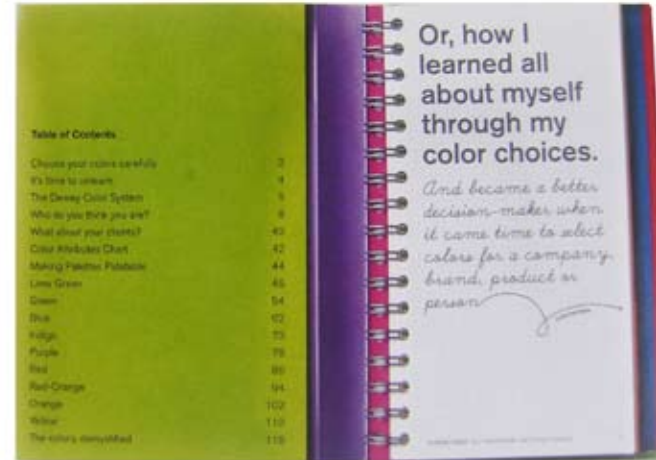 Table of Contents
Choose your colors carefully 2
It's time to unlearn 4
The Dewey Color System 5
Who do you think you are? 8
What about your clients? 40
Color Attributes Chart 42
Making Palettes Palatable 44
Lime Green 46
Green 54
Blue 62
Indigo 70
Purple 78
Red 86
Red-Orange 94
Orange 102
Yellow 110
The colors demystified 118
Or, how I
learned all
about myself
through my
color choices.
And became a better
decision-maker when
it came time to select
colors for a company,
brand, product or
person